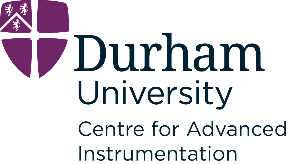 Durham
University
Centre for Advanced
Instrumentation